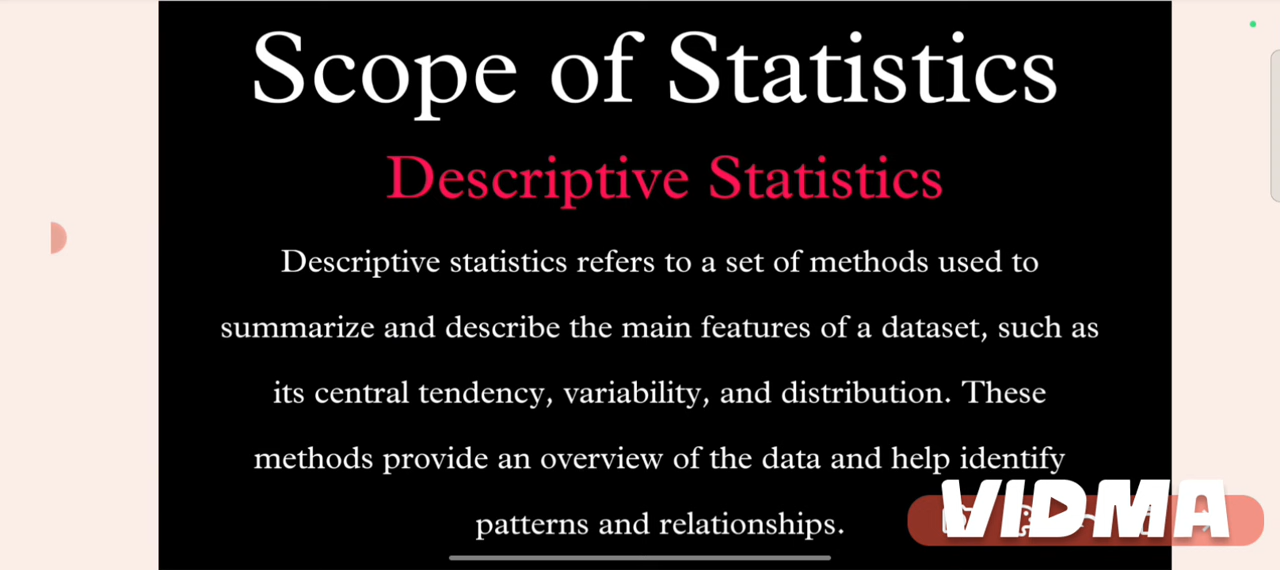 Scope of Statistics
Descriptive Statistics
Descriptive statistics refers to a set of methods used to
summarize and describe the main features of a dataset, such as
its central tendency, variability, and distribution. These
methods provide an overview of the data and help identify
patterns and relationships.
VIDMA